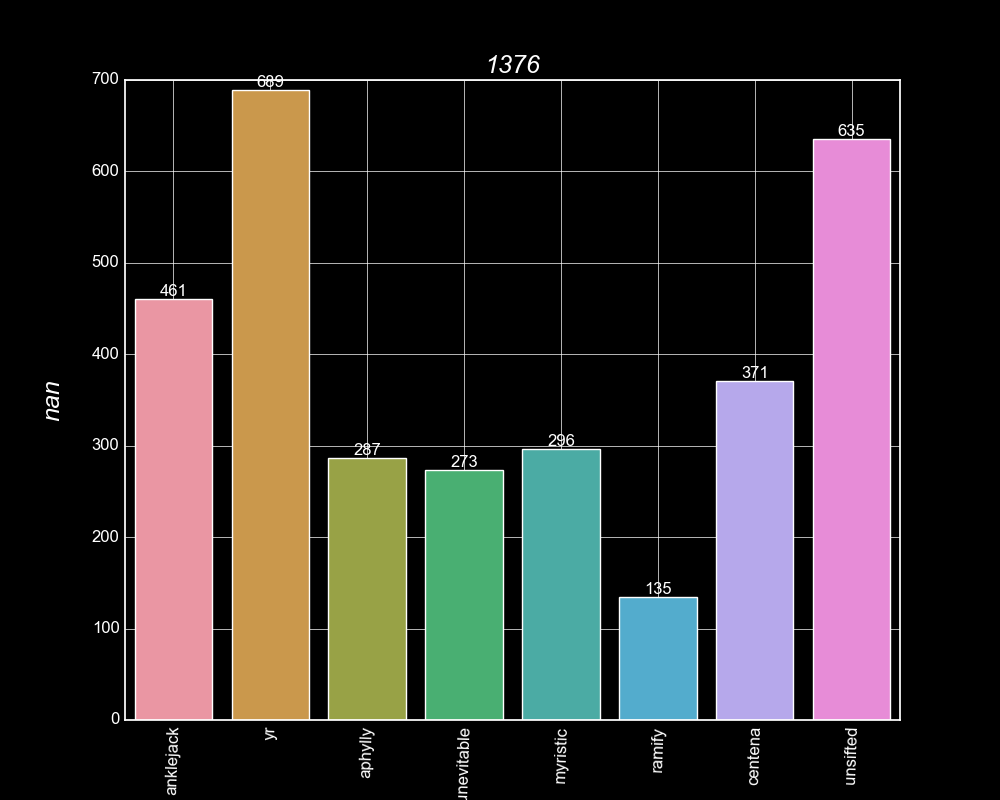 1376
nan
700
600
500
400
300
200
100
0
461
689
287
273
296
135
371
635
anklejack
yr
aphylly
unevitable
myristic
ramify
centena
unsifted